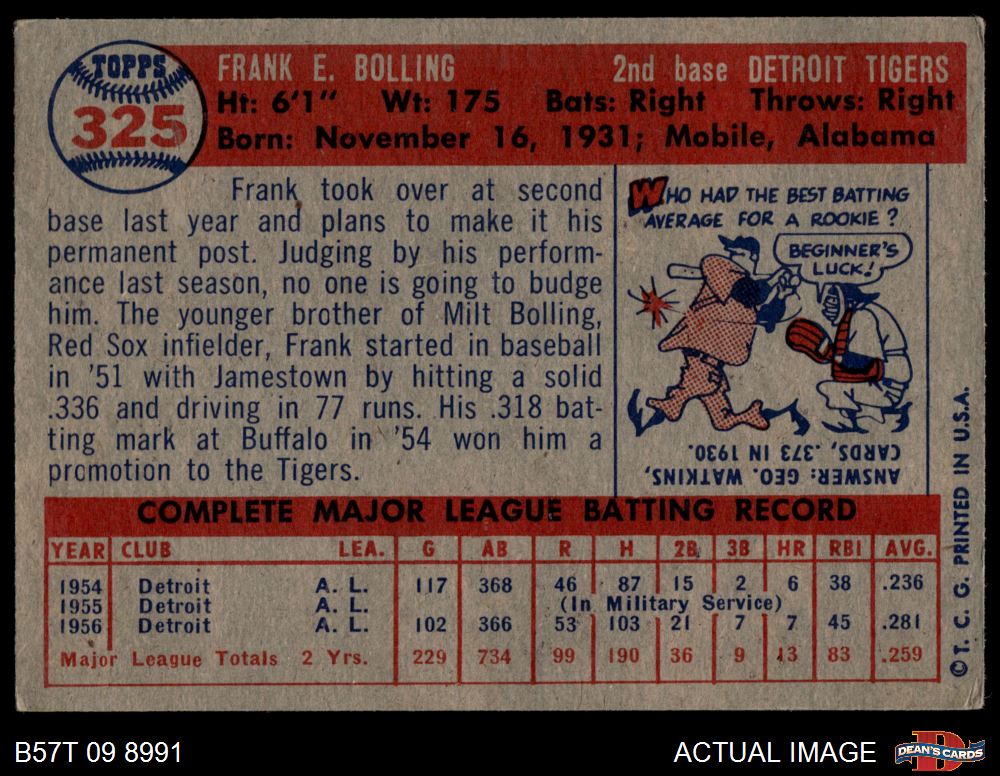 TOPPS
325
FRANK E. BOLLING 2nd base DETROIT TIGERS
Ht: 6'1" Wt: 175 Bats: Right Throws: Right
Born: November 16, 1931; Mobile, Alabama
Frank took over at second
base last year and plans to make it his
permanent post. Judging by his perform-
ance last season, no one is going to budge
him. The younger brother of Milt Bolling,
Red Sox infielder, Frank started in baseball
in '51 with Jamestown by hitting a solid
.336 and driving in 77 runs. His .318 bat-
ting mark at Buffalo in '54 won him a
promotion to the Tigers.
WHO HAD THE BEST BATTING
AVERAGE FOR A ROOKIE?
BEGINNER'S
LUCK!
ANSWER: GEO. WATKINS,
CARDS, .373 IN 1930.
COMPLETE MAJOR LEAGUE BATTING RECORD
YEAR CLUB LEA. G AB R H 2B 3B HR RBI AVG.
1954 Detroit A. L. 117 368 46 87 15 2 6 38 .236
1955 Detroit A. L. (In Military Service)
1956 Detroit A. L. 102 366 53 103 21 7 7 45 .281
Major League Totals 2 Yrs. 229 734 99 190 36 9 13 83 .259
© T. C. G. PRINTED IN U.S.A.
B57T 09 8991 ACTUAL IMAGE
DEAN'S CARDS